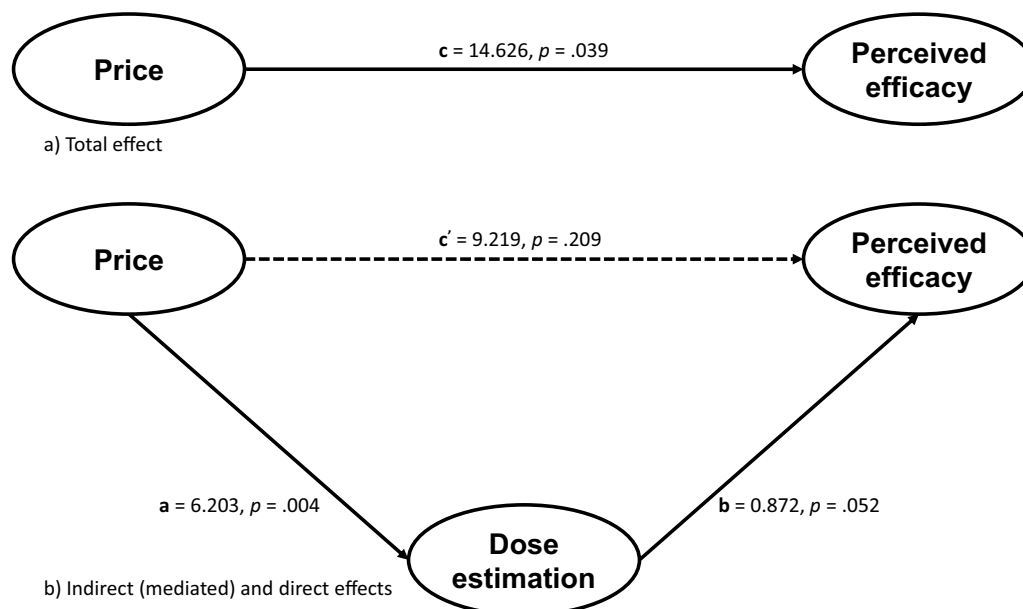 Price
c = 14.626, p = .039
Perceived
efficacy
a) Total effect
Price
c′ = 9.219, p = .209
Perceived
efficacy
a = 6.203, p = .004
b = 0.872, p = .052
Dose
estimation
b) Indirect (mediated) and direct effects